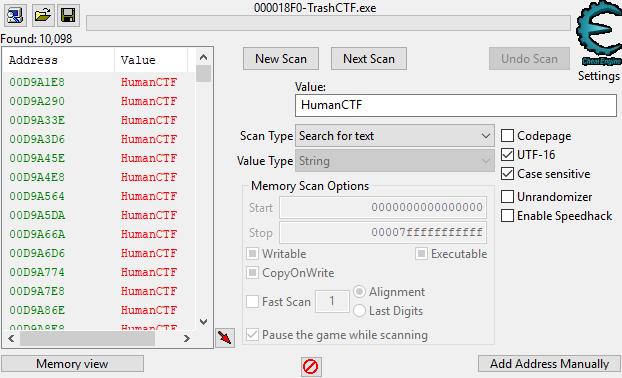 000018F0-TrashCTF.exe
Found: 10,098
Address Value
00D9A1E8 HumanCTF
00D9A290 HumanCTF
00D9A33E HumanCTF
00D9A3D6 HumanCTF
00D9A45E HumanCTF
00D9A4E8 HumanCTF
00D9A564 HumanCTF
00D9A5DA HumanCTF
00D9A66A HumanCTF
00D9A6D6 HumanCTF
00D9A774 HumanCTF
00D9A7E8 HumanCTF
00D9A86E HumanCTF
00D9A8E8 HumanCTF
New Scan Next Scan Undo Scan
Cheat Engine
Settings
Value:
HumanCTF
Scan Type Search for text
Value Type String
Codepage
UTF-16
Case sensitive
Unrandomizer
Enable Speedhack
Memory Scan Options
Start 0000000000000000
Stop 00007fffffffffff
Writable Executable
CopyOnWrite
Fast Scan 1 Alignment
Last Digits
Pause the game while scanning
Memory view Add Address Manually